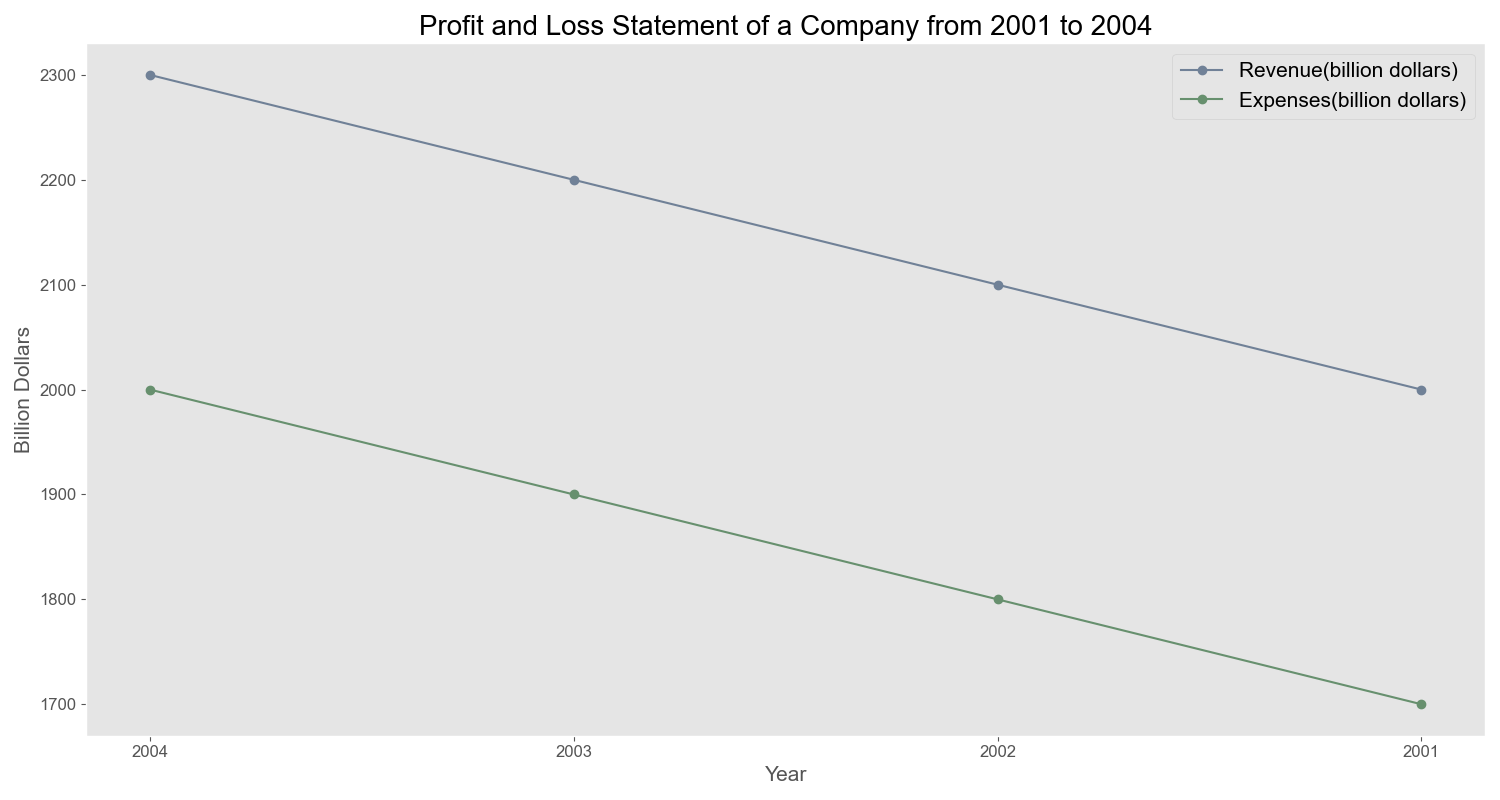 Profit and Loss Statement of a Company from 2001 to 2004
Revenue(billion dollars)
Expenses(billion dollars)
Billion Dollars
2300
2200
2100
2000
1900
1800
1700
2004 2003 2002 2001
Year